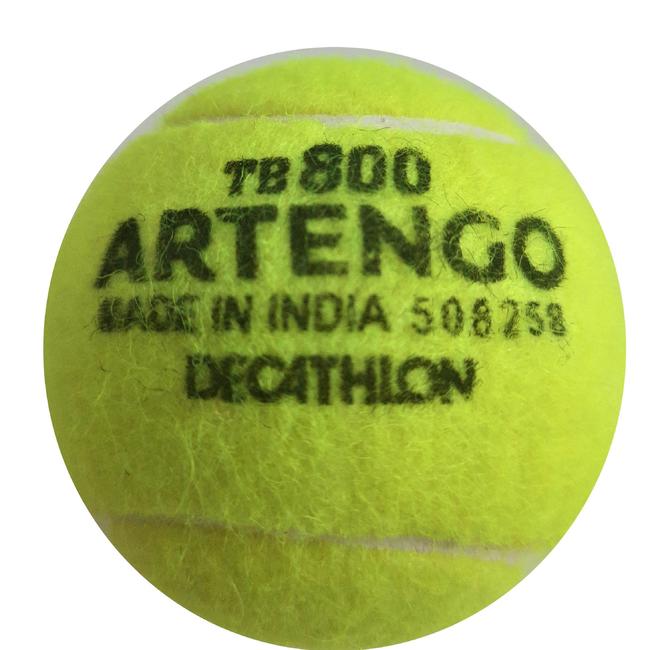 TB 800
ARTENGO
MADE IN INDIA 508258
DECATHLON